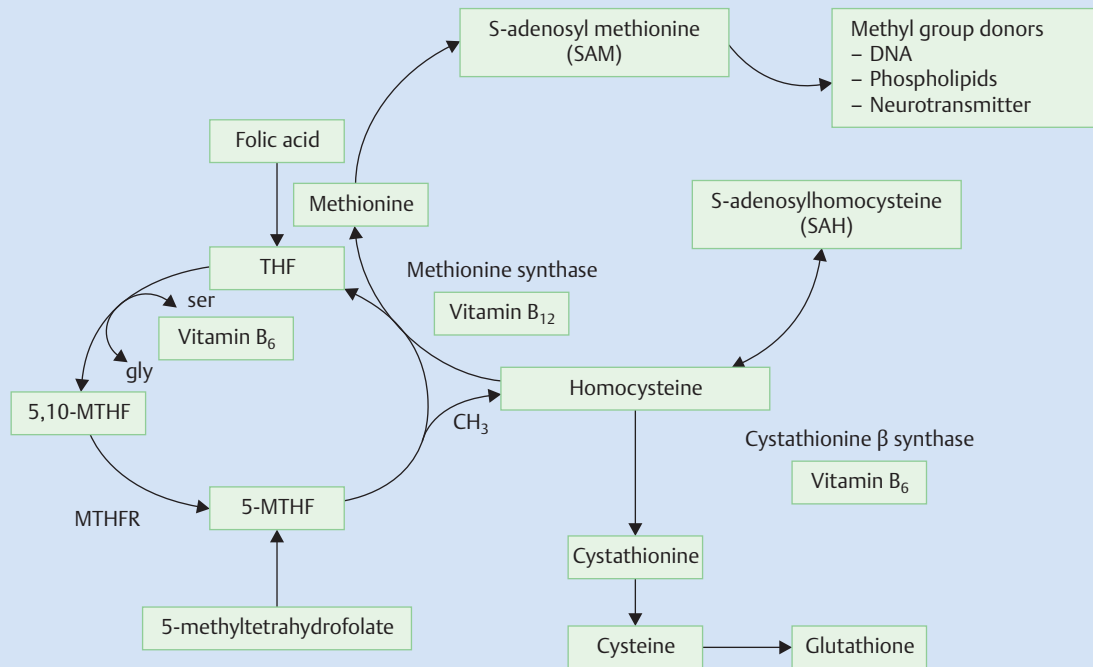 S-adenosyl methionine
(SAM)
Methyl group donors
– DNA
– Phospholipids
– Neurotransmitter
Folic acid
Methionine
S-adenosylhomocysteine
(SAH)
THF
Methionine synthase
ser
Vitamin B₁₂
Vitamin B₆
gly
Homocysteine
5,10-MTHF
CH₃
Cystathionine β synthase
Vitamin B₆
5-MTHF
MTHFR
Cystathionine
5-methyltetrahydrofolate
Cysteine
Glutathione